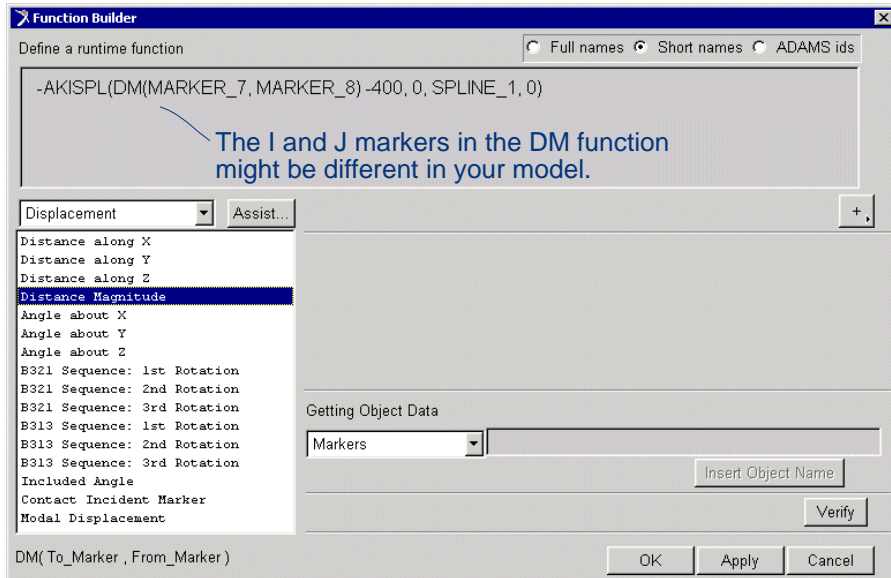 Function Builder
Define a runtime function
Full names Short names ADAMS ids
-AKISPL(DM(MARKER_7, MARKER_8) -400, 0, SPLINE_1, 0)
The I and J markers in the DM function
might be different in your model.
Displacement
Assist...
+
Distance along X
Distance along Y
Distance along Z
Distance Magnitude
Angle about X
Angle about Y
Angle about Z
B321 Sequence: 1st Rotation
B321 Sequence: 2nd Rotation
B321 Sequence: 3rd Rotation
B313 Sequence: 1st Rotation
B313 Sequence: 2nd Rotation
B313 Sequence: 3rd Rotation
Included Angle
Contact Incident Marker
Modal Displacement
Getting Object Data
Markers
Insert Object Name
Verify
DM( To_Marker , From_Marker )
OK
Apply
Cancel